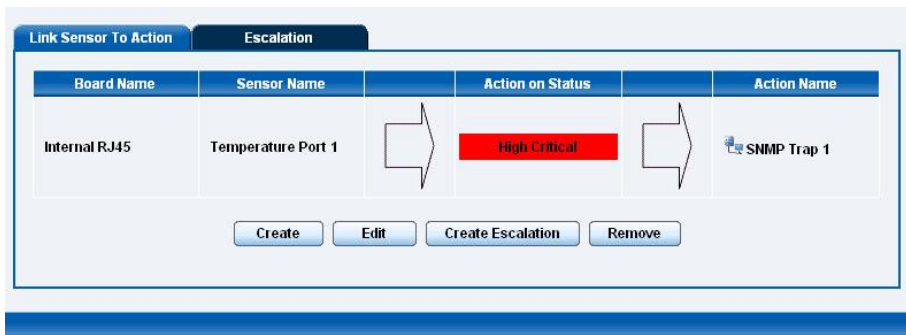 Link Sensor To Action Escalation
Board Name Sensor Name Action on Status Action Name
Internal RJ45 Temperature Port 1 High Critical SNMP Trap 1
Create Edit Create Escalation Remove